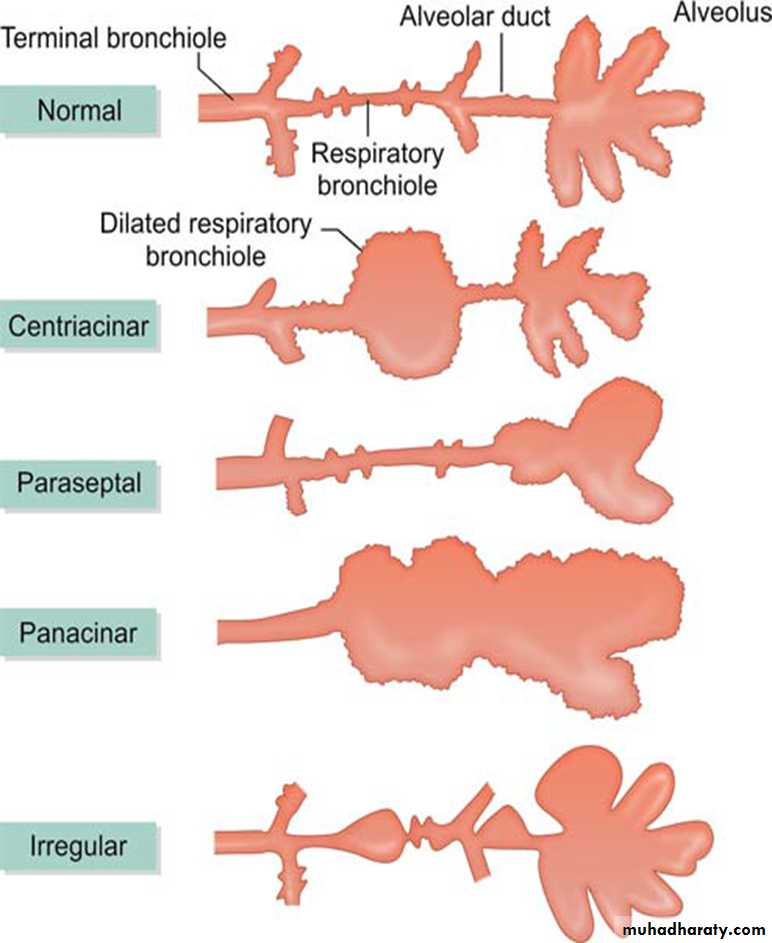 Terminal bronchiole
Alveolar duct
Alveolus
Normal
Respiratory
bronchiole
Dilated respiratory
bronchiole
Centriacinar
Paraseptal
Panacinar
Irregular
muhadharaty.com